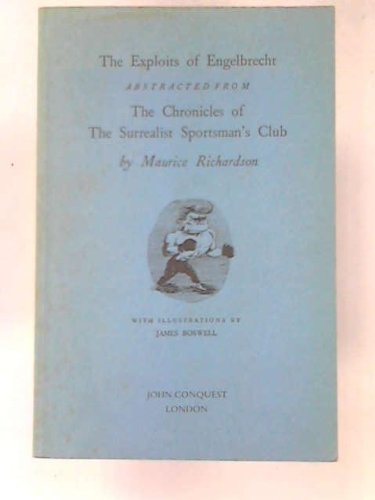 The Exploits of Engelbrecht
ABSTRACTED FROM
The Chronicles of
The Surrealist Sportsman's Club
by Maurice Richardson
WITH ILLUSTRATIONS BY
JAMES BOSWELL
JOHN CONQUEST
LONDON